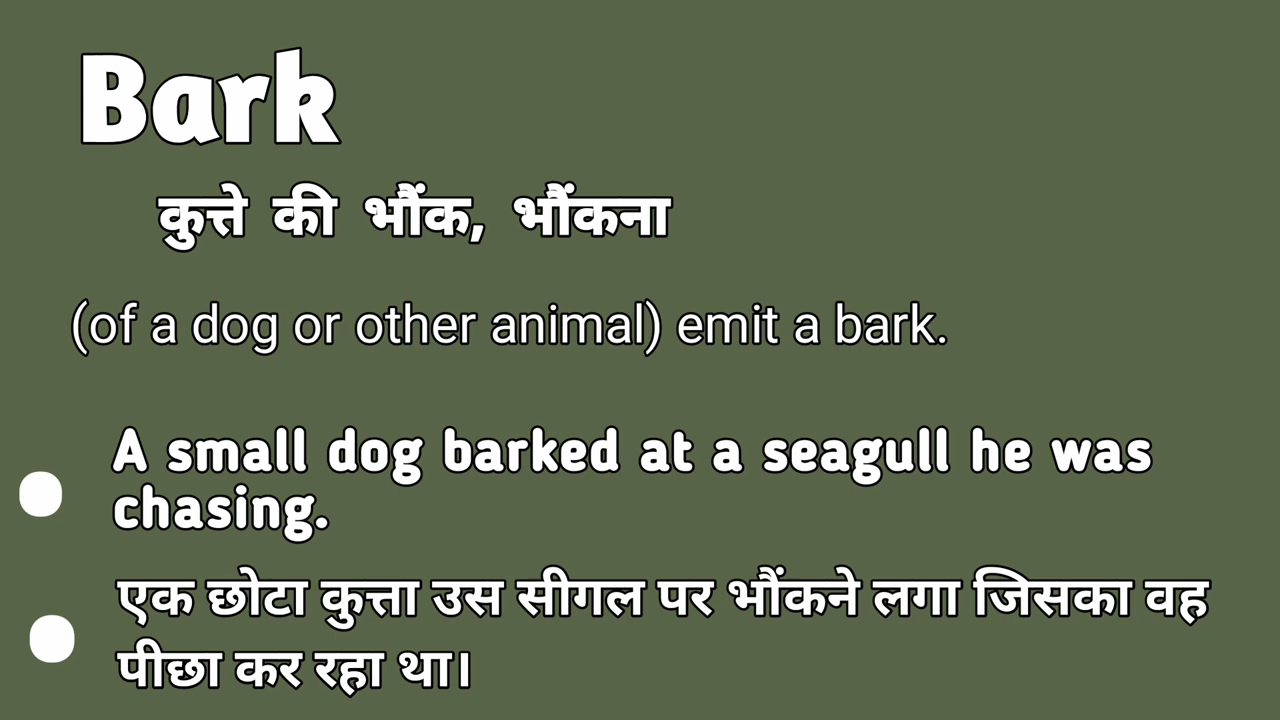 Bark
कुत्ते की भौंक, भौंकना
(of a dog or other animal) emit a bark.
A small dog barked at a seagull he was
chasing.
एक छोटा कुत्ता उस सीगल पर भौंकने लगा जिसका वह
पीछा कर रहा था।